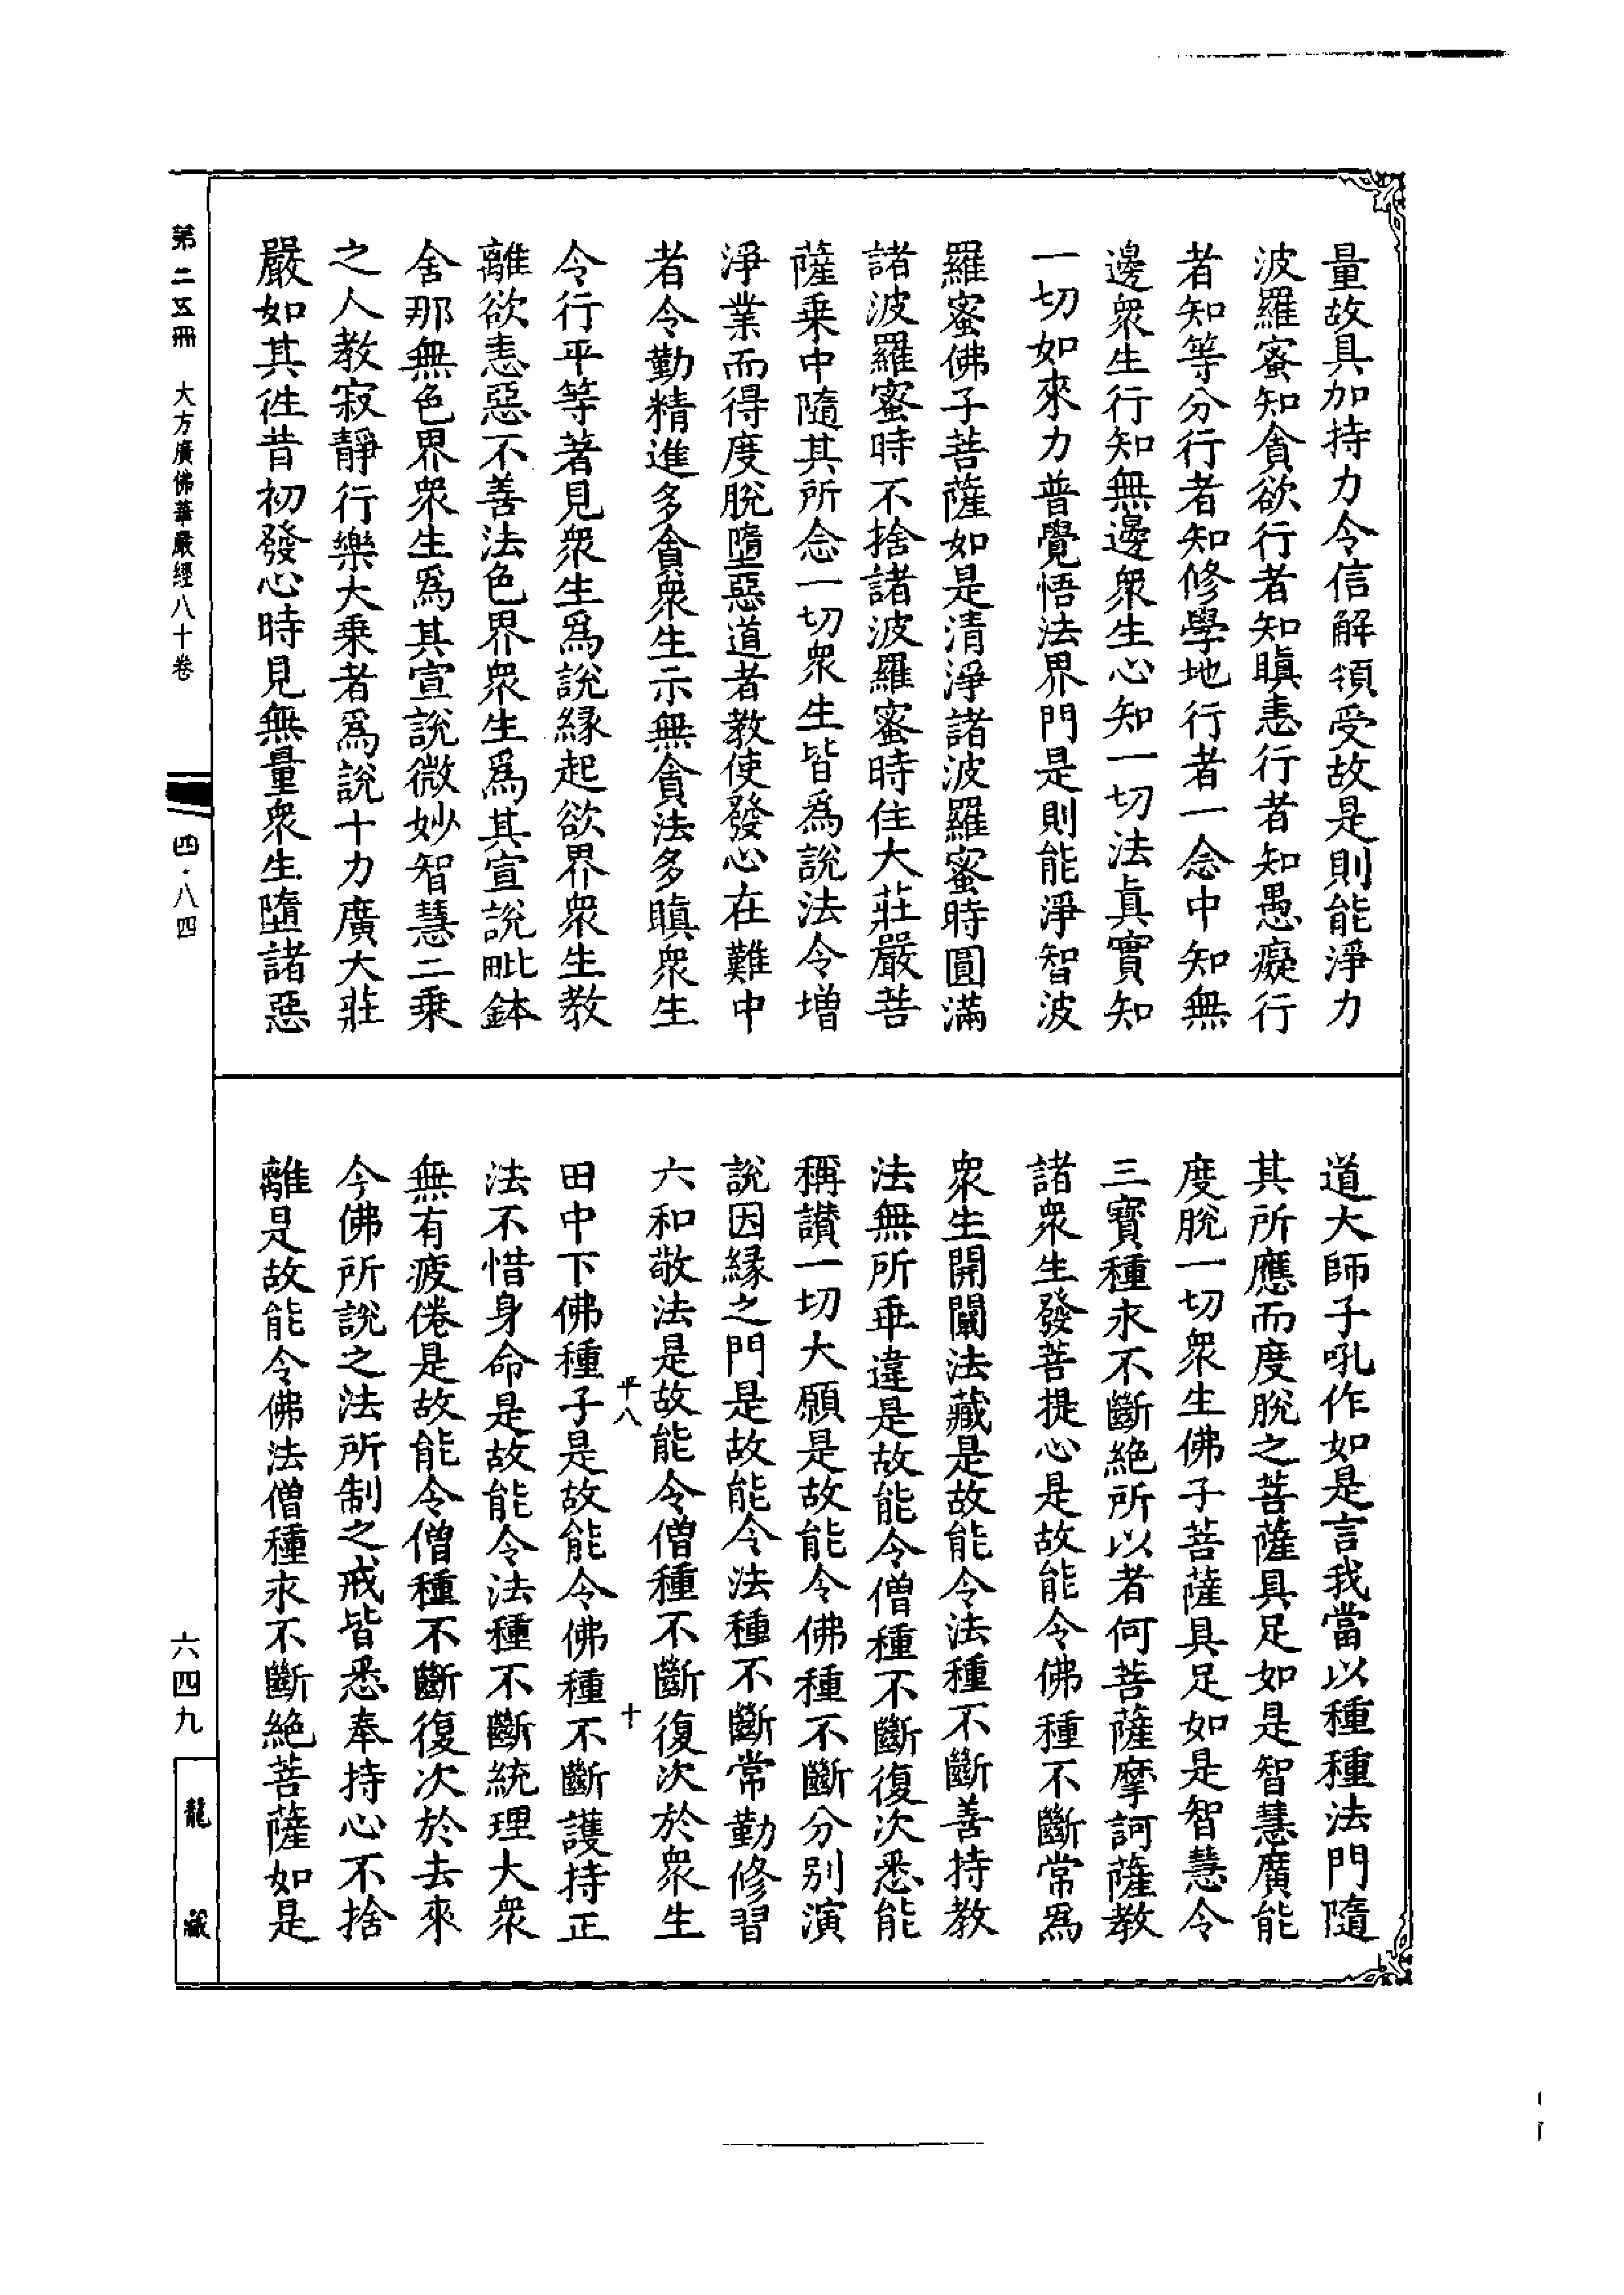 量故具加持力令信解領受故是則能淨力
波羅蜜知貪欲行者知瞋恚行者知愚癡行
者知等分行者知修學地行者一念中知無
邊衆生行知無邊衆生心知一切法眞實知
一切如來力普覺悟法界門是則能淨智波
羅蜜佛子菩薩如是清淨諸波羅蜜時圓滿
諸波羅蜜時不捨諸波羅蜜時住大莊嚴菩
薩乗中隨其所念一切衆生皆爲說法令增
淨業而得度脫墮惡道者教使發心在難中
者令勤精進多貪衆生示無貪法多瞋衆生
令行平等著見衆生爲說緣起欲界衆生教
離欲恚惡不善法色界衆生爲其宣說毗鉢
舍那無色界衆生爲其宣說微妙智慧二乗
之人教寂靜行樂大乗者爲說十力廣大莊
嚴如其徃昔初發心時見無量衆生墮諸惡
道大師子吼作如是言我當以種種法門隨
其所應而度脫之菩薩具足如是智慧廣能
度脫一切衆生佛子菩薩具足如是智慧令
三寶種永不斷絕所以者何菩薩摩訶薩教
諸衆生發菩提心是故能令佛種不斷常爲
衆生開闡法藏是故能令法種不斷善持教
法無所乖違是故能令僧種不斷復次悉能
稱讃一切大願是故能令佛種不斷分别演
說因緣之門是故能令法種不斷常勤修習
六和敬法是故能令僧種不斷復次於衆生
平八 十
田中下佛種子是故能令佛種不斷護持正
法不惜身命是故能令法種不斷統理大衆
無有疲倦是故能令僧種不斷復次於去來
今佛所說之法所制之戒皆悉奉持心不捨
離是故能令佛法僧種永不斷絕菩薩如是
第二五冊 大方廣佛華嚴經八十卷
四·八四
六四九
龍藏